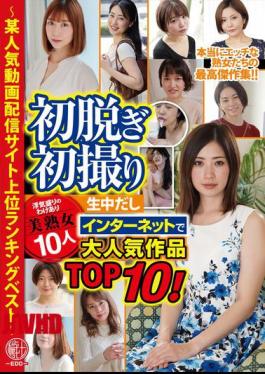 ～某人気動画配信サイト上位ランキングベスト～
本当にエッチな
熟女たちの
最高傑作集!!
初脱ぎ
初撮り
生中だし
浮気盛りのわけあり
美熟女
10人
インターネットで
大人気作品
TOP10!
VHD
EDO